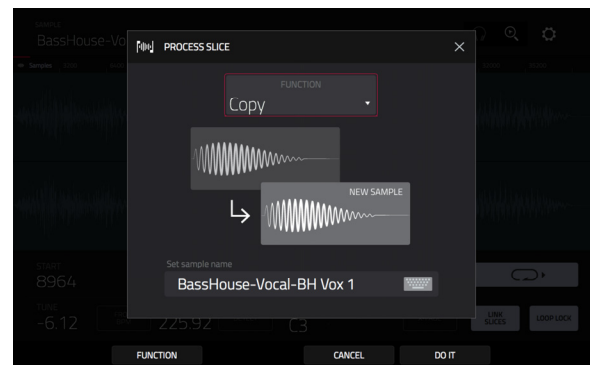 SAMPLE
BassHouse-Vo
PROCESS SLICE
Samples
FUNCTION
Copy
NEW SAMPLE
Set sample name
BassHouse-Vocal-BH Vox 1
START
8964
TUNE
-6.12
225.92
C3
LINK SLICES
LOOP LOCK
FUNCTION
CANCEL
DO IT